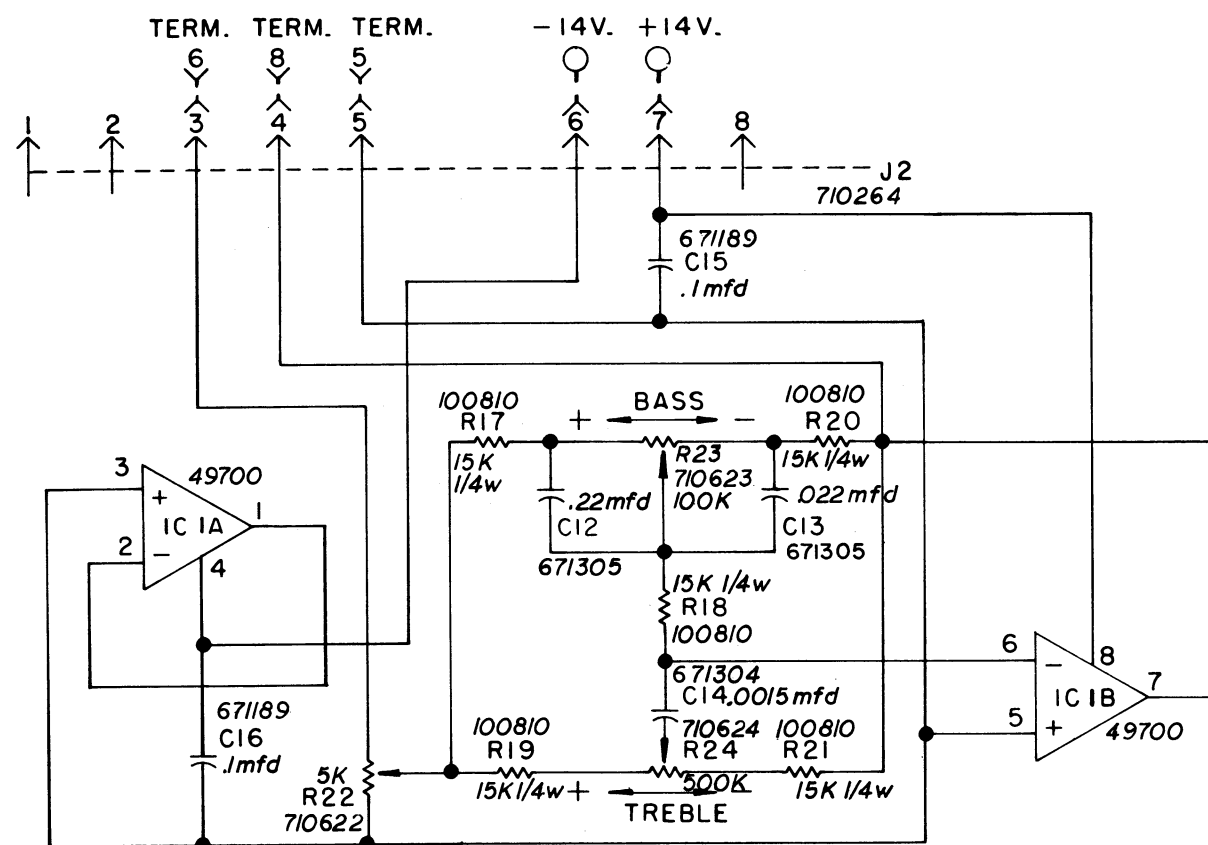 TERM. TERM. TERM. -14V. +14V.
6 8 5
1 2 3 4 5 6 7 8
J2
710264
671189
C15
.1mfd
100810
R17
15K
1/4w
+ BASS -
100810
R20
15K 1/4w
R23
710623
100K
.22mfd
C12
671305
.022mfd
C13
671305
3
49700
+
IC 1A
1
2
-
4
15K 1/4w
R18
100810
671304
C14 .0015mfd
710624
R24
500K
671189
C16
.1mfd
5K
R22
710622
100810
R19
15K 1/4w
+ -
TREBLE
100810
R21
15K 1/4w
6
-
8
IC 1B
7
5
+
49700